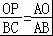 OP/BC = AO/AB